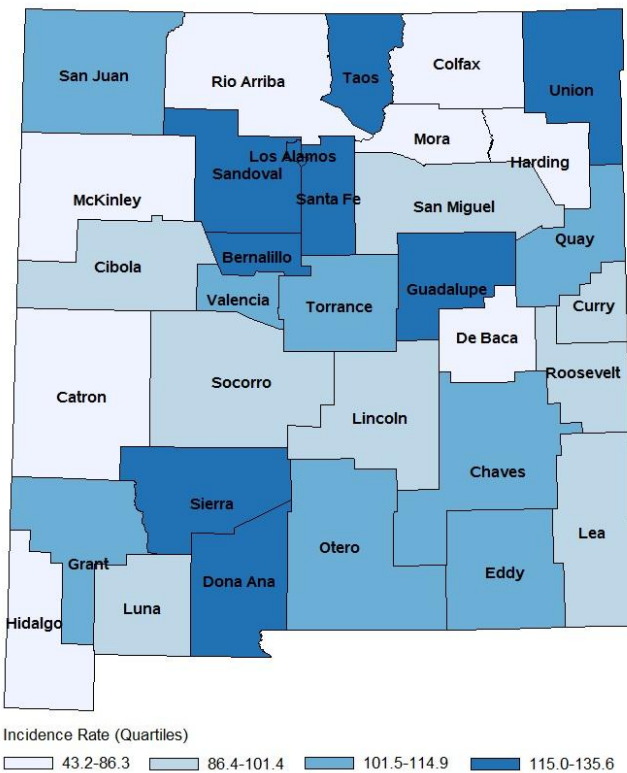 San Juan
Rio Arriba
Taos
Colfax
Union
Mora
Los Alamos
Harding
Sandoval
McKinley
Santa Fe
San Miguel
Quay
Bernalillo
Cibola
Guadalupe
Valencia
Torrance
Curry
De Baca
Roosevelt
Socorro
Catron
Lincoln
Chaves
Sierra
Lea
Otero
Grant
Eddy
Dona Ana
Luna
Hidalgo
Incidence Rate (Quartiles)
43.2-86.3 86.4-101.4 101.5-114.9 115.0-135.6